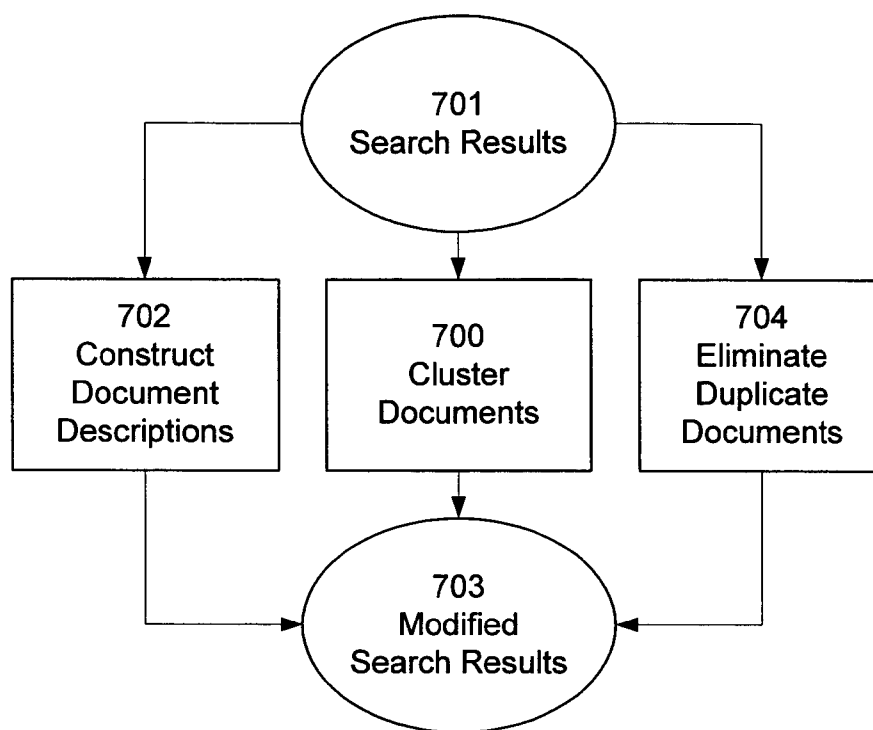 701
Search Results
702
Construct
Document
Descriptions
700
Cluster
Documents
704
Eliminate
Duplicate
Documents
703
Modified
Search Results